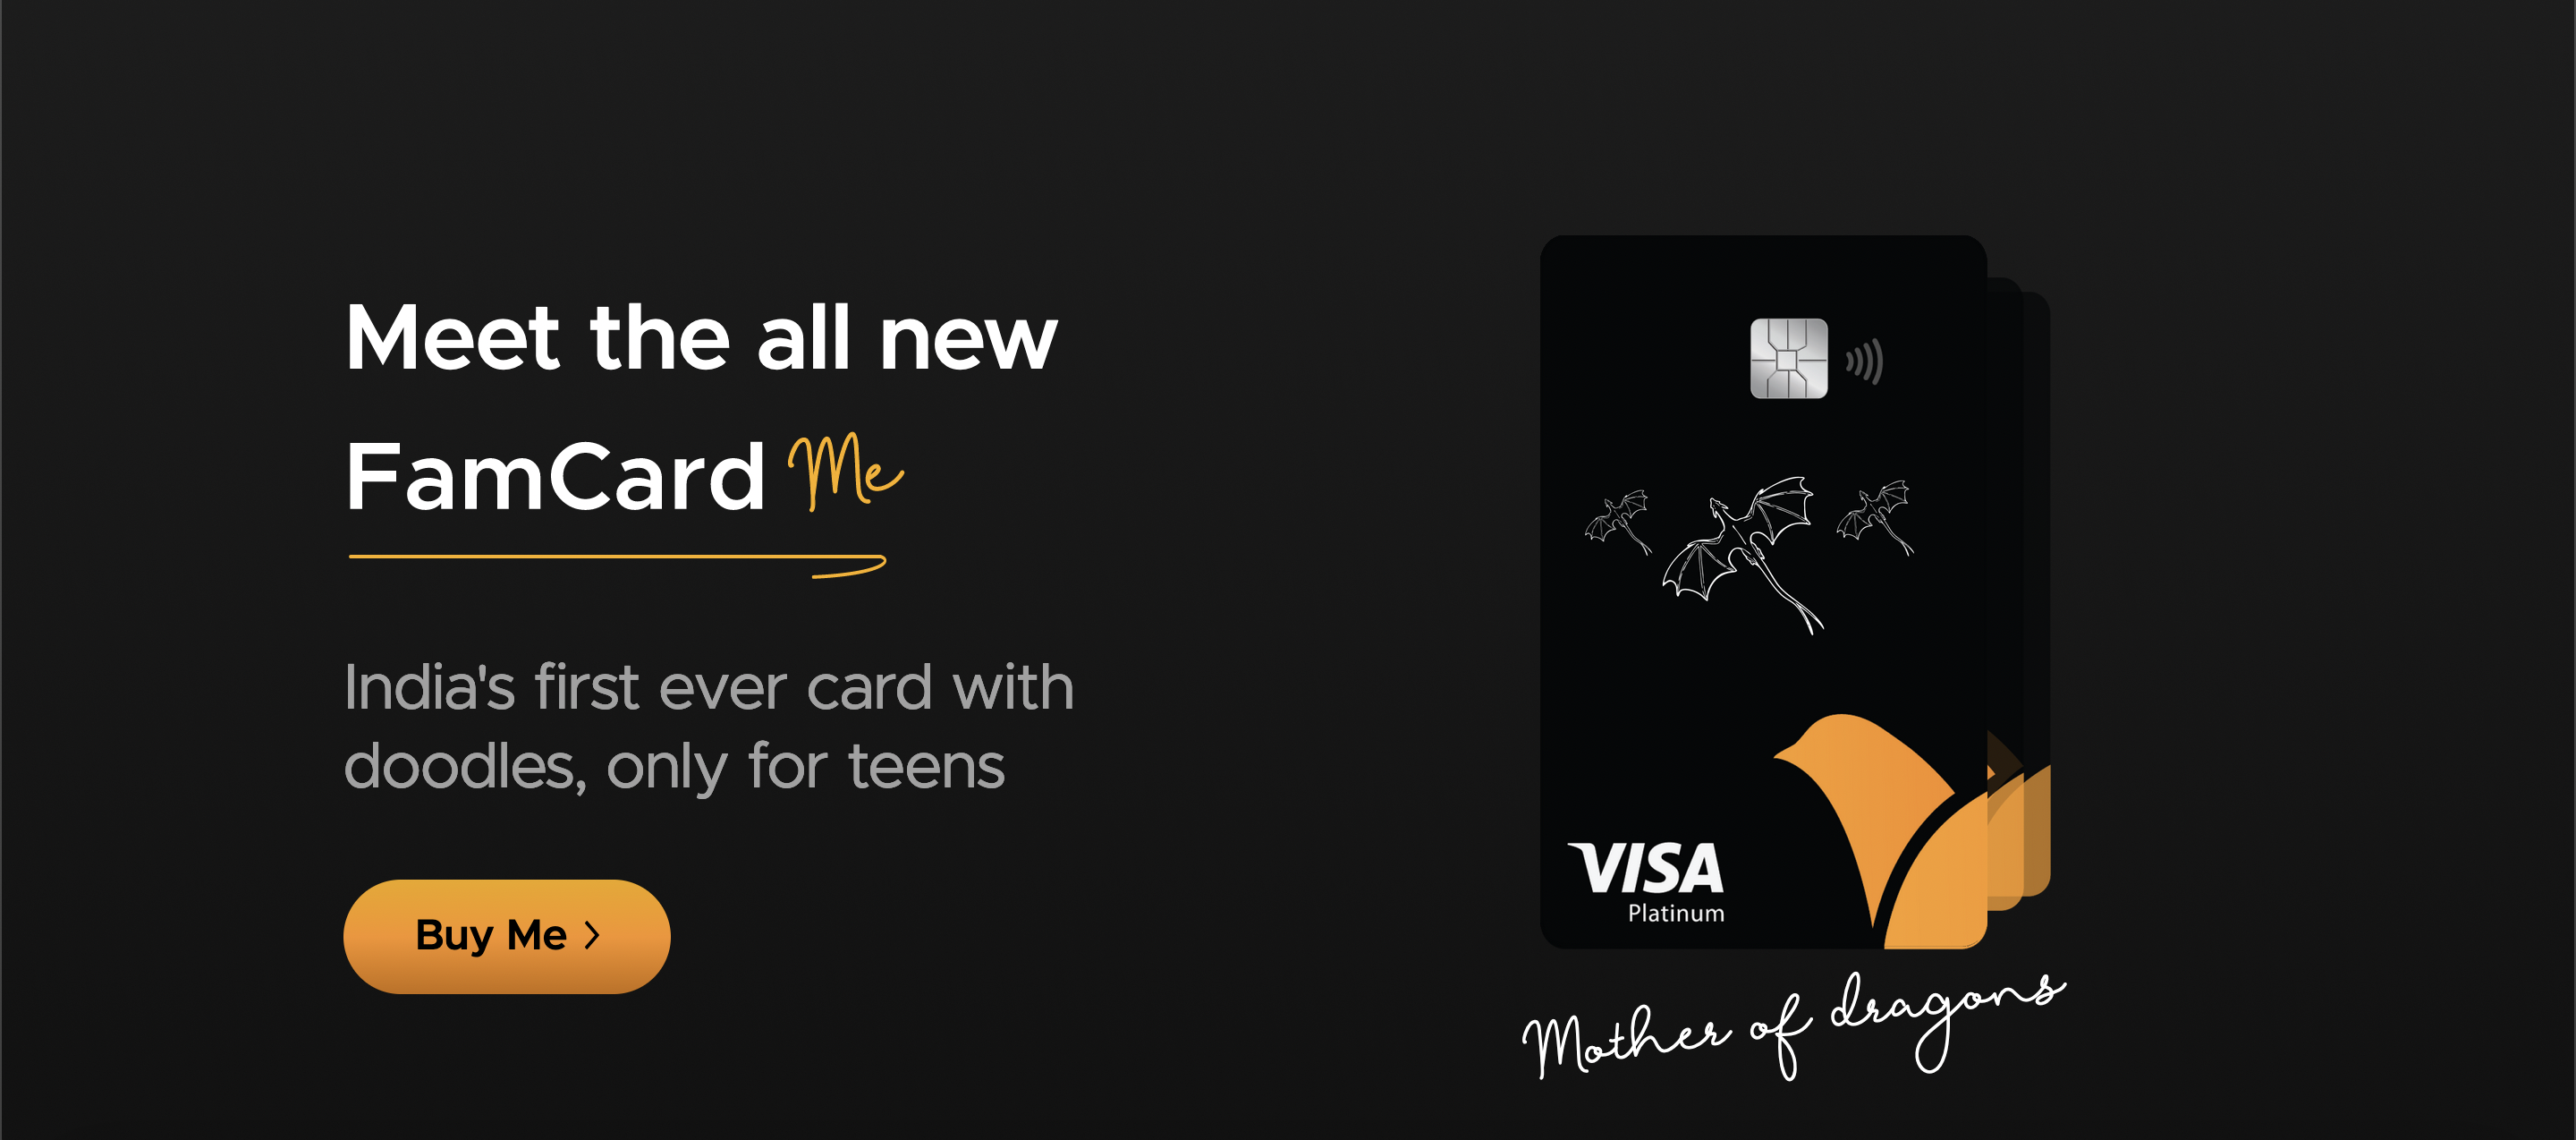 Meet the all new
FamCard Me
India's first ever card with
doodles, only for teens
Buy Me >
VISA
Platinum
Mother of dragons